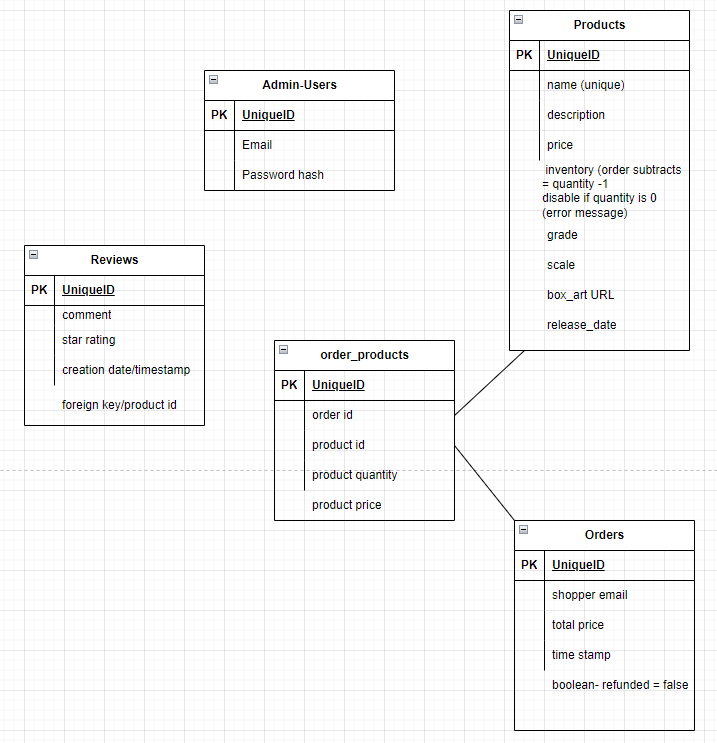 Products
PK UniqueID
name (unique)
description
price
inventory (order subtracts
= quantity -1
disable if quantity is 0
(error message)
grade
scale
box_art URL
release_date
Admin-Users
PK UniqueID
Email
Password hash
Reviews
PK UniqueID
comment
star rating
creation date/timestamp
foreign key/product id
order_products
PK UniqueID
order id
product id
product quantity
product price
Orders
PK UniqueID
shopper email
total price
time stamp
boolean- refunded = false